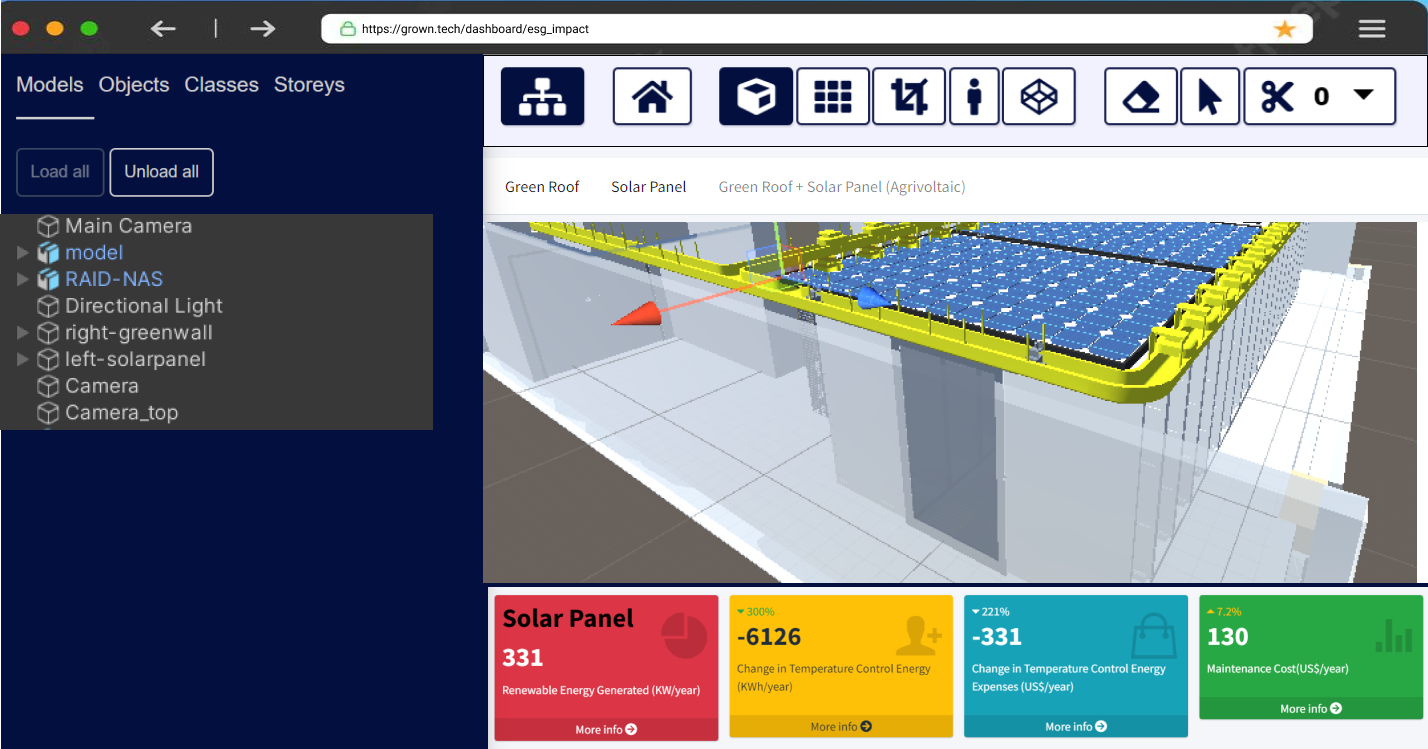 https://grown.tech/dashboard/esg_impact
Models Objects Classes Storeys
Load all Unload all
Main Camera
model
RAID-NAS
Directional Light
right-greenwall
left-solarpanel
Camera
Camera_top
0
Green Roof Solar Panel Green Roof + Solar Panel (Agrivoltaic)
Solar Panel
331
Renewable Energy Generated (KW/year)
More info
300%
-6126
Change in Temperature Control Energy
(KWh/year)
More info
221%
-331
Change in Temperature Control Energy
Expenses (US$/year)
More info
7.2%
130
Maintenance Cost(US$/year)
More info